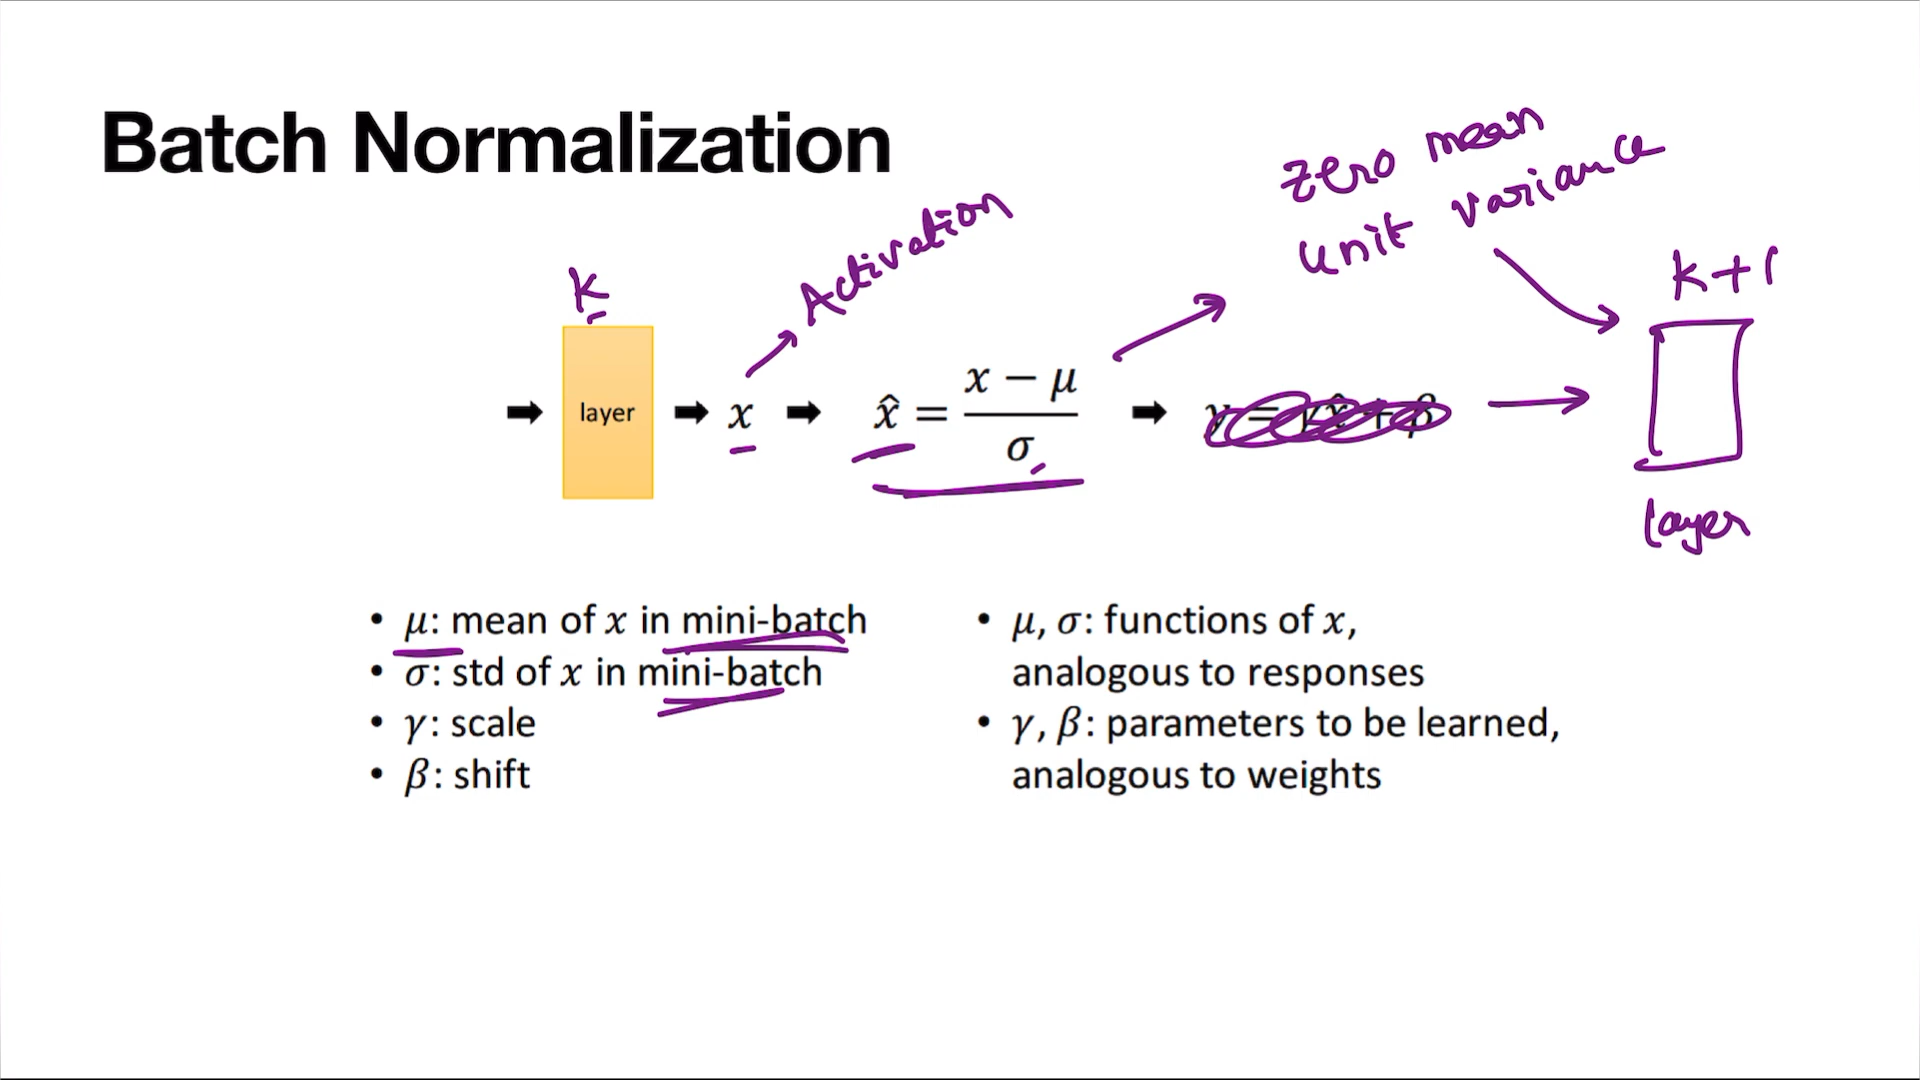 Batch Normalization
zero mean
unit variance
Activation
k
k+1
layer → x → x̂ = (x − μ) / σ → y = γx̂ + β
layer
• μ: mean of x in mini-batch
• σ: std of x in mini-batch
• γ: scale
• β: shift
• μ, σ: functions of x,
analogous to responses
• γ, β: parameters to be learned,
analogous to weights